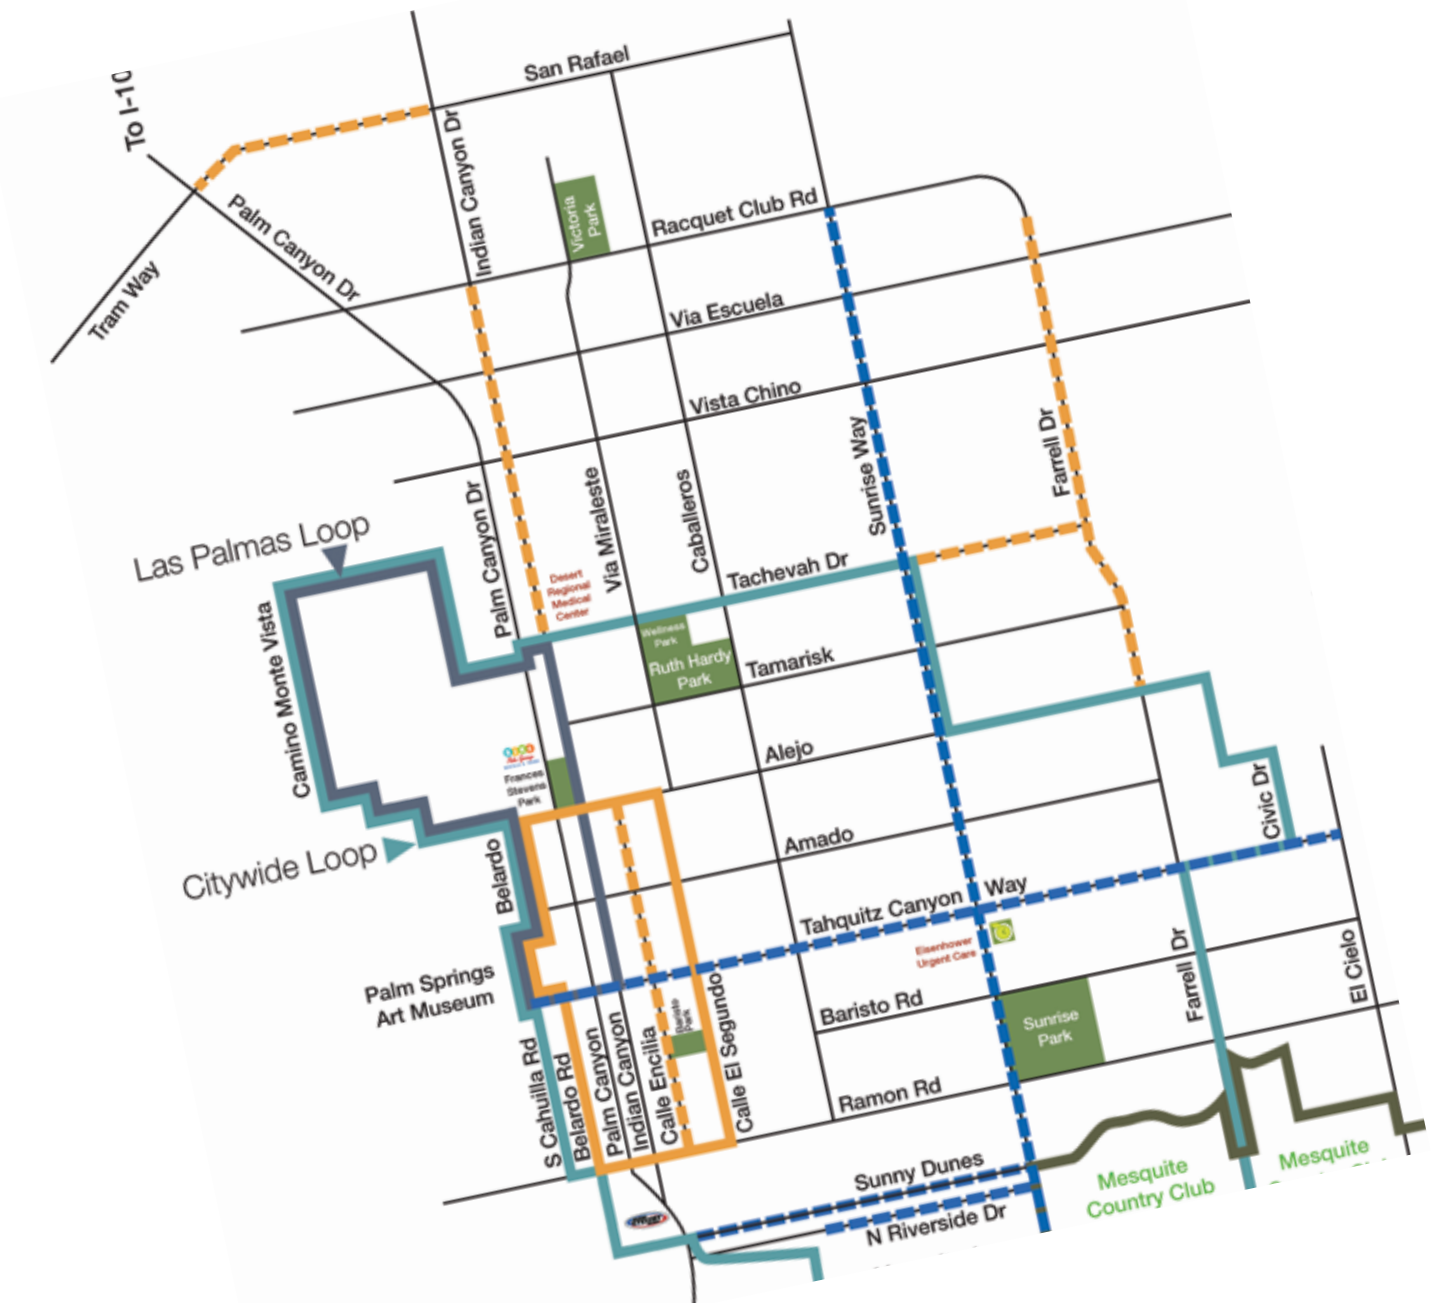 San Rafael
To I-10
Indian Canyon Dr
Victoria
Park
Palm Canyon Dr
Racquet Club Rd
Tram Way
Via Escuela
Vista Chino
Farrell Dr
Sunrise Way
Via Miraleste
Caballeros
Palm Canyon Dr
Las Palmas Loop
Desert
Regional
Medical
Center
Tachevah Dr
Wellness
Park
Ruth Hardy
Park
Tamarisk
Camino Monte Vista
Frances
Stevens
Park
Alejo
Civic Dr
Amado
Citywide Loop
Belardo
Tahquitz Canyon Way
Eisenhower
Urgent Care
Palm Springs
Art Museum
Farrell Dr
El Cielo
Baristo Rd
Baristo
Park
Sunrise
Park
S Cahuilla Rd
Belardo Rd
Palm Canyon
Indian Canyon
Calle Encilia
Calle El Segundo
Ramon Rd
Sunny Dunes
Mesquite
Country Club
Mesquite
N Riverside Dr